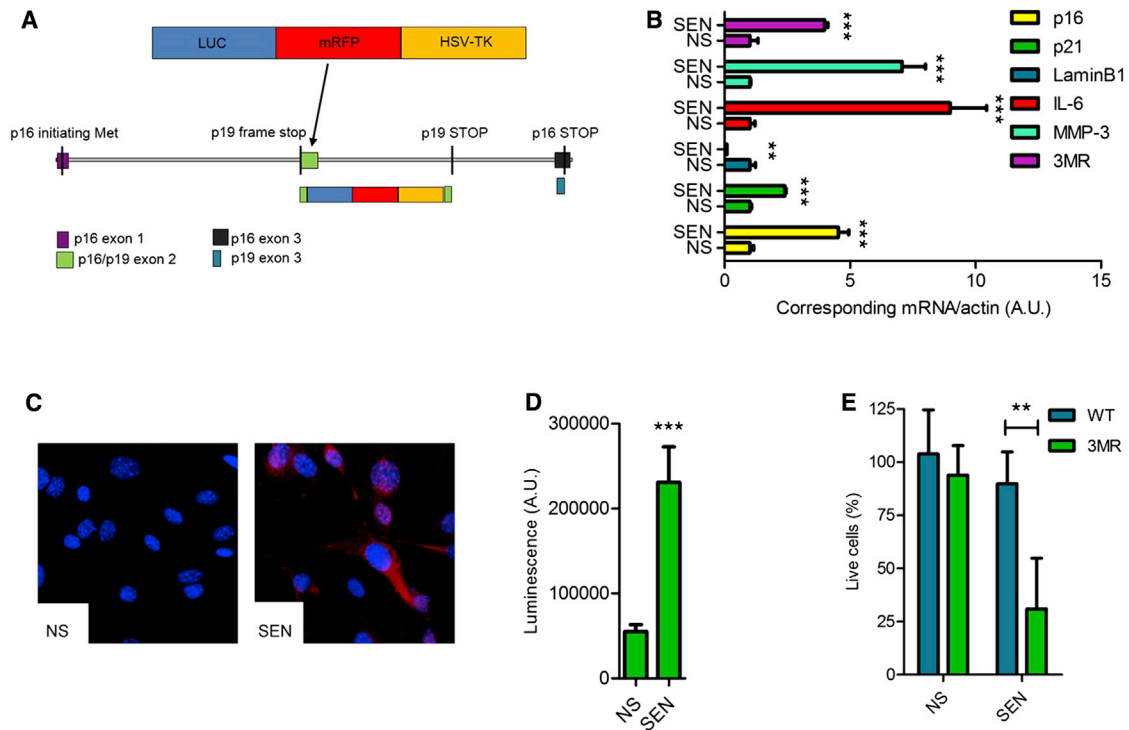 A
LUC
mRFP
HSV-TK
p16 initiating Met
p19 frame stop
p19 STOP
p16 STOP
p16 exon 1
p16/p19 exon 2
p16 exon 3
p19 exon 3
B
SEN
NS
SEN
NS
SEN
NS
SEN
NS
SEN
NS
SEN
NS
***
***
***
**
***
***
0
5
10
15
Corresponding mRNA/actin (A.U.)
p16
p21
LaminB1
IL-6
MMP-3
3MR
C
NS
SEN
D
Luminescence (A.U.)
300000
200000
100000
0
***
NS
SEN
E
Live cells (%)
125
100
75
50
25
0
**
NS
SEN
WT
3MR